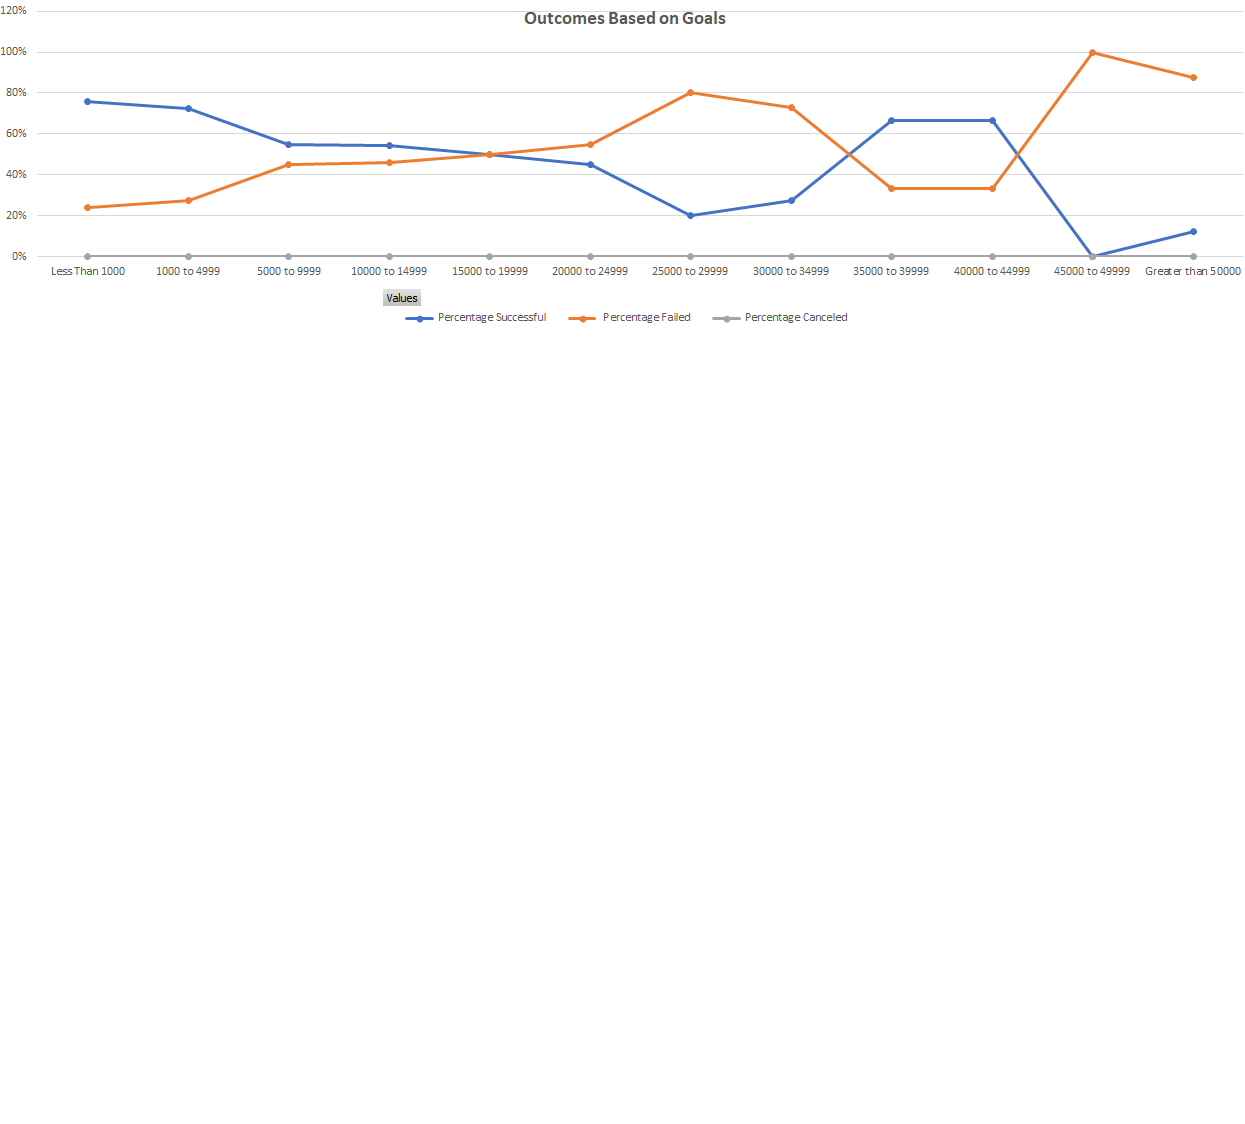 120%
Outcomes Based on Goals
100%
80%
60%
40%
20%
0%
Less Than 1000 1000 to 4999 5000 to 9999 10000 to 14999 15000 to 19999 20000 to 24999 25000 to 29999 30000 to 34999 35000 to 39999 40000 to 44999 45000 to 49999 Greater than 50000
Values
Percentage Successful Percentage Failed Percentage Canceled